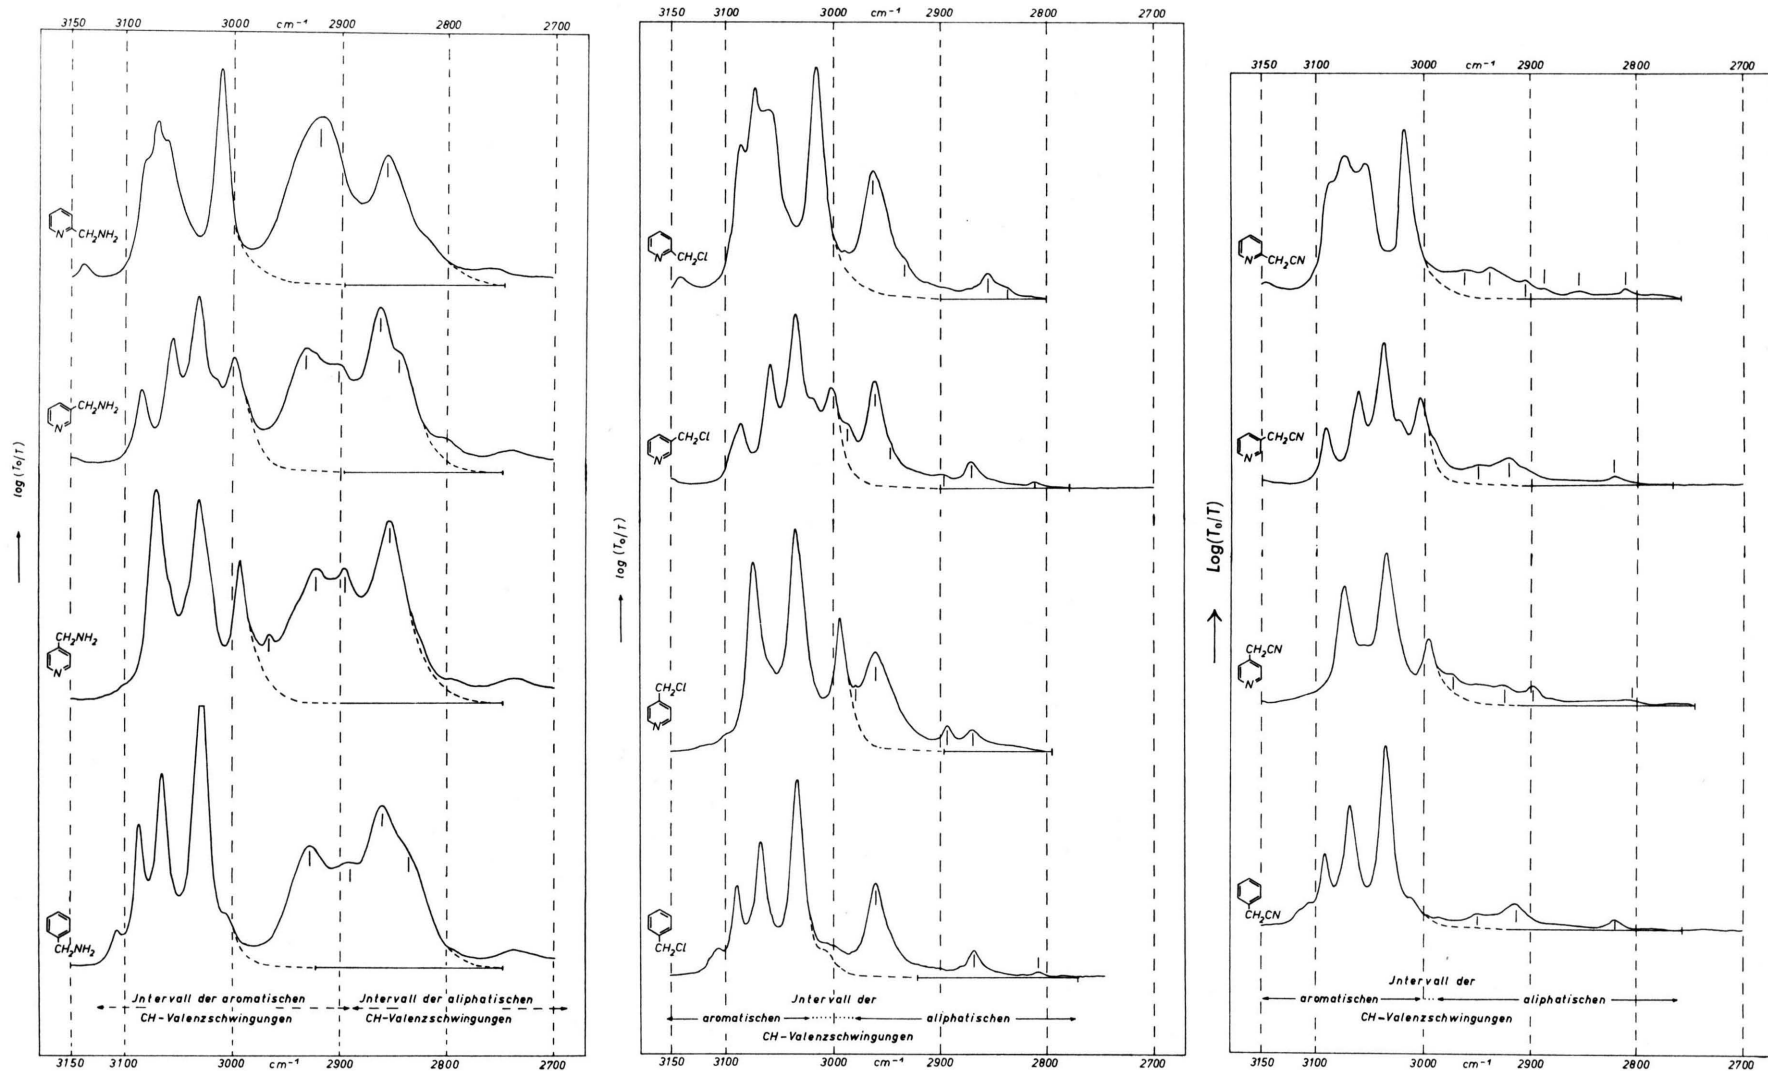 3150 3100 3000 cm⁻¹ 2900 2800 2700
N CH₂NH₂
N CH₂NH₂
CH₂NH₂
N
CH₂NH₂
log (T₀/T)
Jntervall der aromatischen Jntervall der aliphatischen
CH-Valenzschwingungen CH-Valenzschwingungen
3150 3100 3000 cm⁻¹ 2900 2800 2700
3150 3100 3000 cm⁻¹ 2900 2800 2700
N CH₂Cl
N CH₂Cl
CH₂Cl
N
CH₂Cl
log (T₀/T)
Jntervall der
aromatischen aliphatischen
CH-Valenzschwingungen
3150 3100 3000 cm⁻¹ 2900 2800 2700
3150 3100 3000 cm⁻¹ 2900 2800 2700
N CH₂CN
N CH₂CN
CH₂CN
N
CH₂CN
Log(T₀/T)
Jntervall der
aromatischen aliphatischen
CH-Valenzschwingungen
3150 3100 3000 cm⁻¹ 2900 2800 2700